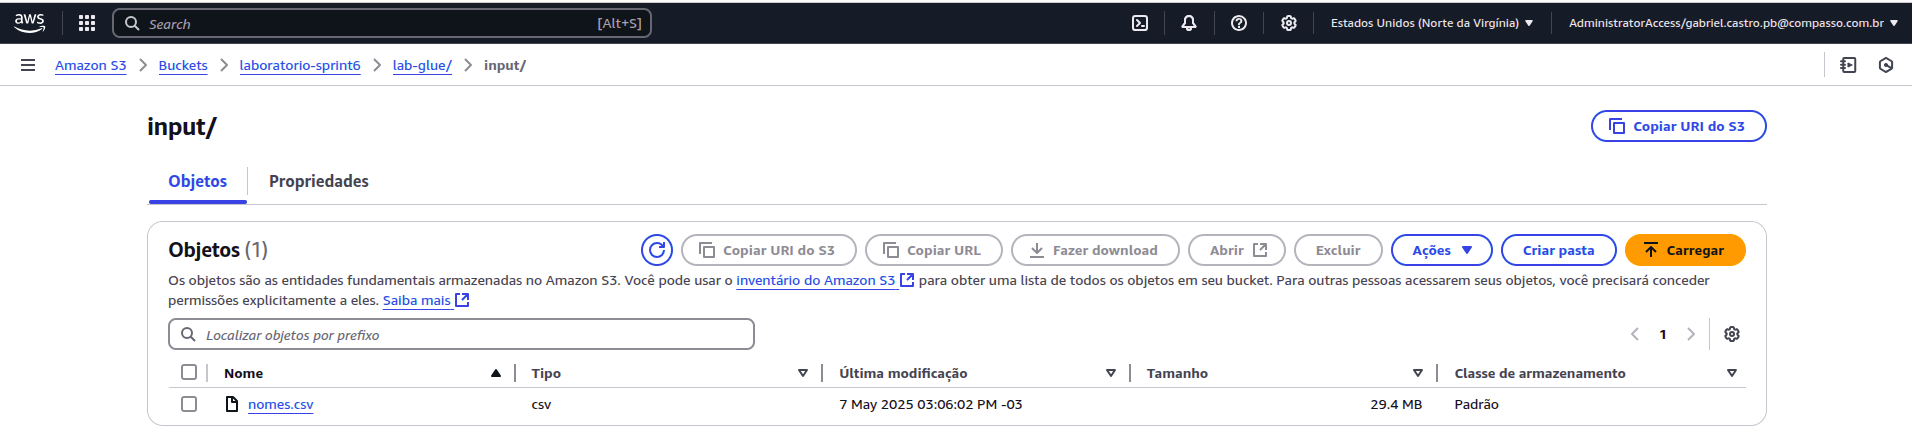 aws Search [Alt+S] Estados Unidos (Norte da Virgínia) AdministratorAccess/gabriel.castro.pb@compasso.com.br
Amazon S3 Buckets laboratorio-sprint6 lab-glue/ input/
input/ Copiar URI do S3
Objetos Propriedades
Objetos (1) Copiar URI do S3 Copiar URL Fazer download Abrir Excluir Ações Criar pasta Carregar
Os objetos são as entidades fundamentais armazenadas no Amazon S3. Você pode usar o inventário do Amazon S3 para obter uma lista de todos os objetos em seu bucket. Para outras pessoas acessarem seus objetos, você precisará conceder
permissões explicitamente a eles. Saiba mais
Localizar objetos por prefixo 1
Nome Tipo Última modificação Tamanho Classe de armazenamento
nomes.csv csv 7 May 2025 03:06:02 PM -03 29.4 MB Padrão